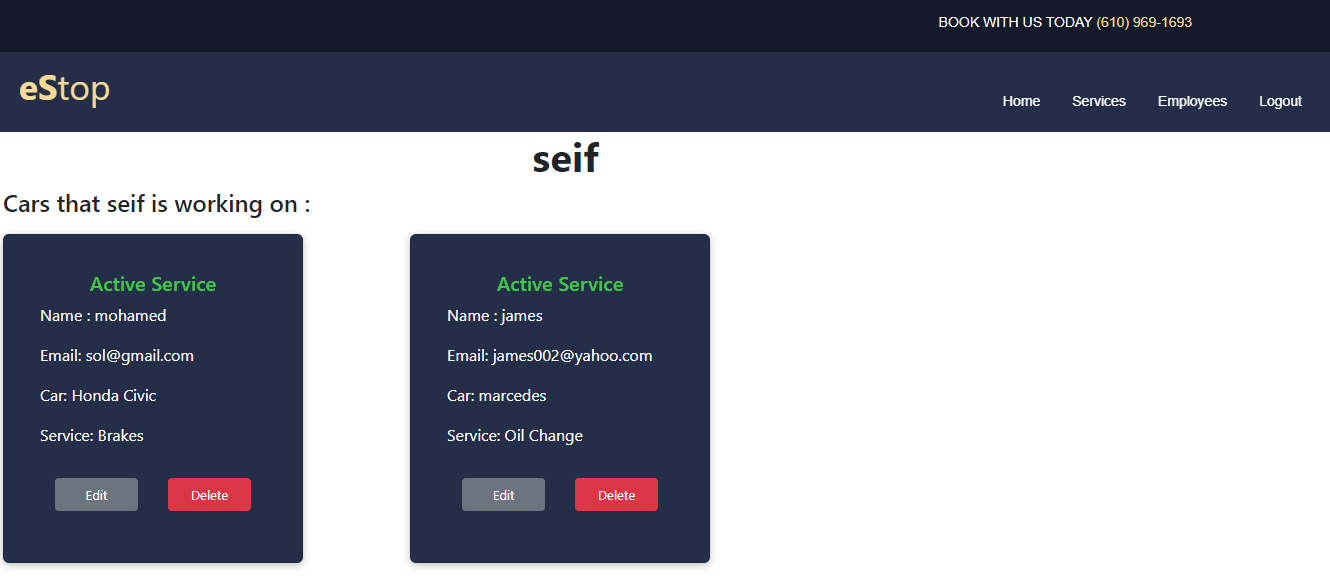 BOOK WITH US TODAY (610) 969-1693
eStop
Home Services Employees Logout
seif
Cars that seif is working on :
Active Service
Name : mohamed
Email: sol@gmail.com
Car: Honda Civic
Service: Brakes
Edit Delete
Active Service
Name : james
Email: james002@yahoo.com
Car: marcedes
Service: Oil Change
Edit Delete